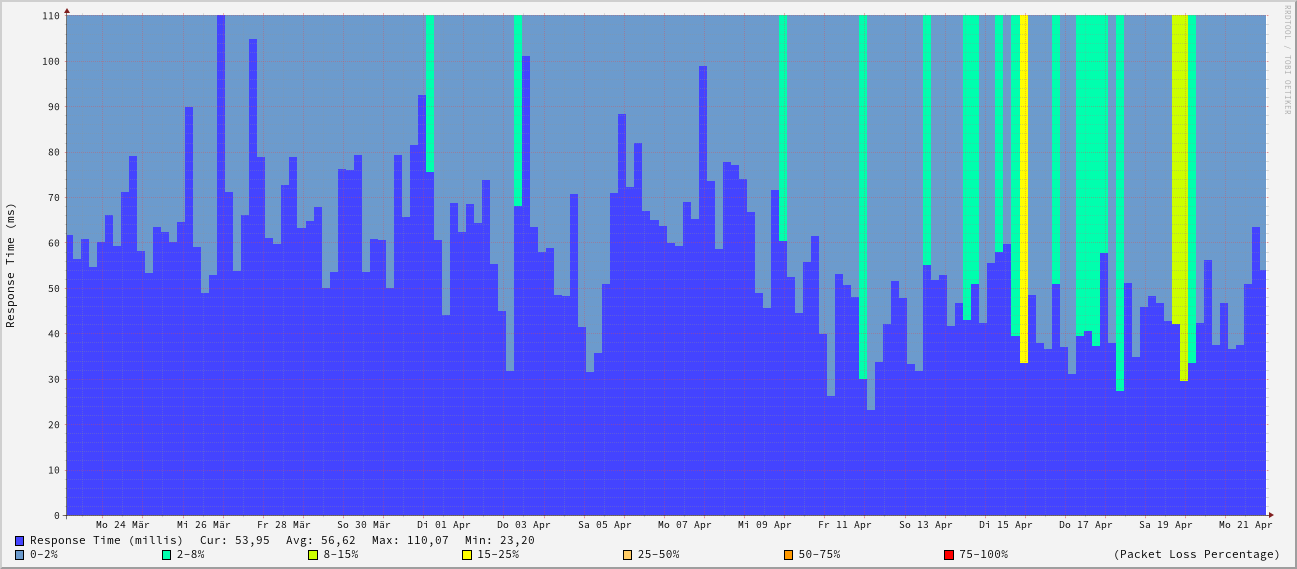 RRDTOOL / TOBI OETIKER
Response Time (ms)
110
100
90
80
70
60
50
40
30
20
10
0
Mo 24 Mär Mi 26 Mär Fr 28 Mär So 30 Mär Di 01 Apr Do 03 Apr Sa 05 Apr Mo 07 Apr Mi 09 Apr Fr 11 Apr So 13 Apr Di 15 Apr Do 17 Apr Sa 19 Apr Mo 21 Apr
Response Time (millis) Cur: 53,95 Avg: 56,62 Max: 110,07 Min: 23,20
0-2% 2-8% 8-15% 15-25% 25-50% 50-75% 75-100% (Packet Loss Percentage)